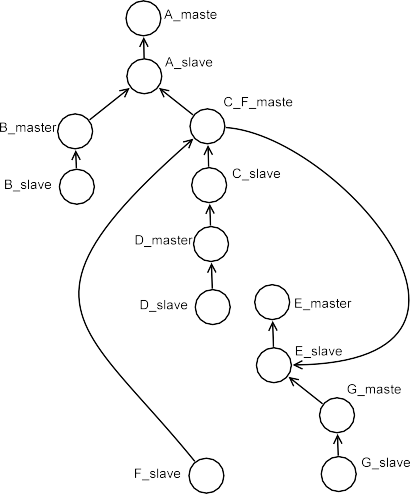 A_maste
A_slave
C_F_maste
B_master
C_slave
B_slave
D_master
D_slave
E_master
E_slave
G_maste
G_slave
F_slave